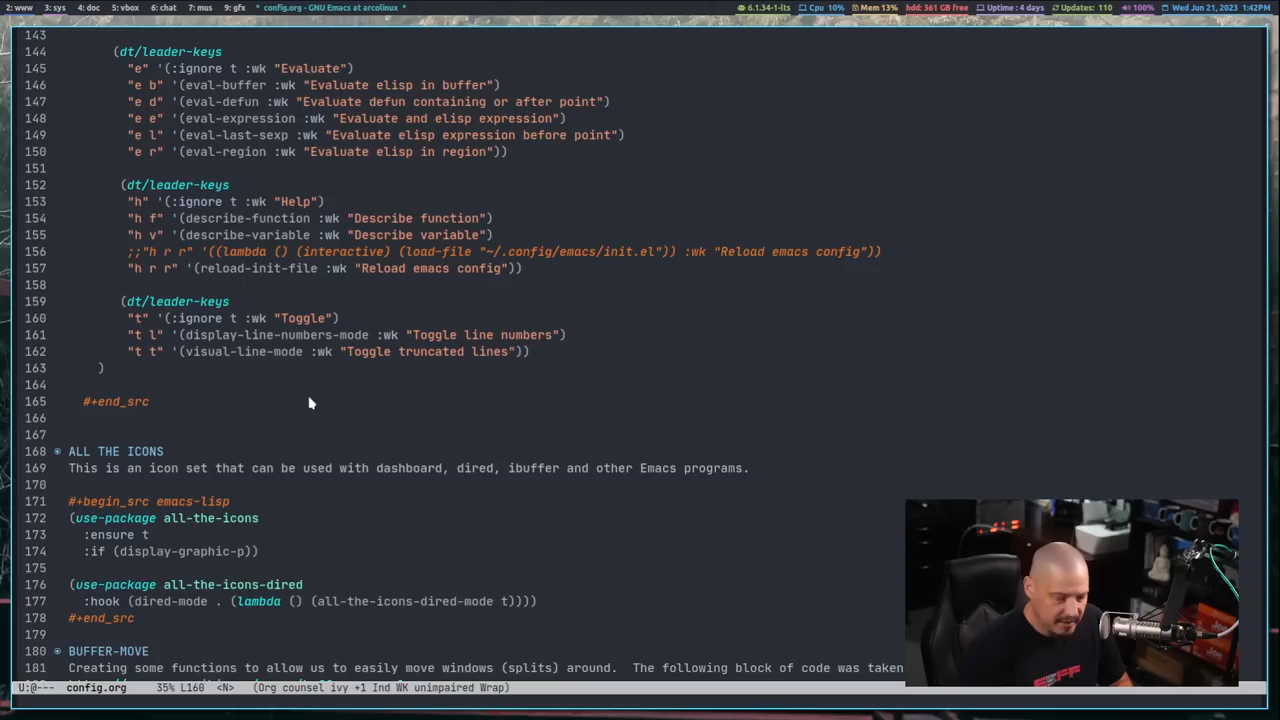 2: www 3: sys 4: doc 5: vbox 6: chat 7: mus 9: gfx * config.org - GNU Emacs at arcolinux * 6.1.34-1-lts Cpu 10% Mem 13% hdd: 361 GB free Uptime : 4 days Updates: 110 100% Wed Jun 21, 2023 1:42PM
143
144 (dt/leader-keys
145 "e" '(:ignore t :wk "Evaluate")
146 "e b" '(eval-buffer :wk "Evaluate elisp in buffer")
147 "e d" '(eval-defun :wk "Evaluate defun containing or after point")
148 "e e" '(eval-expression :wk "Evaluate and elisp expression")
149 "e l" '(eval-last-sexp :wk "Evaluate elisp expression before point")
150 "e r" '(eval-region :wk "Evaluate elisp in region"))
151
152 (dt/leader-keys
153 "h" '(:ignore t :wk "Help")
154 "h f" '(describe-function :wk "Describe function")
155 "h v" '(describe-variable :wk "Describe variable")
156 ;;"h r r" '((lambda () (interactive) (load-file "~/.config/emacs/init.el")) :wk "Reload emacs config"))
157 "h r r" '(reload-init-file :wk "Reload emacs config"))
158
159 (dt/leader-keys
160 "t" '(:ignore t :wk "Toggle")
161 "t l" '(display-line-numbers-mode :wk "Toggle line numbers")
162 "t t" '(visual-line-mode :wk "Toggle truncated lines"))
163 )
164
165 #+end_src
166
167
168 ALL THE ICONS
169 This is an icon set that can be used with dashboard, dired, ibuffer and other Emacs programs.
170
171 #+begin_src emacs-lisp
172 (use-package all-the-icons
173 :ensure t
174 :if (display-graphic-p))
175
176 (use-package all-the-icons-dired
177 :hook (dired-mode . (lambda () (all-the-icons-dired-mode t))))
178 #+end_src
179
180 BUFFER-MOVE
181 Creating some functions to allow us to easily move windows (splits) around. The following block of code was taken
U:@--- config.org 35% L160 <N> (Org counsel ivy +1 Ind WK unimpaired Wrap)